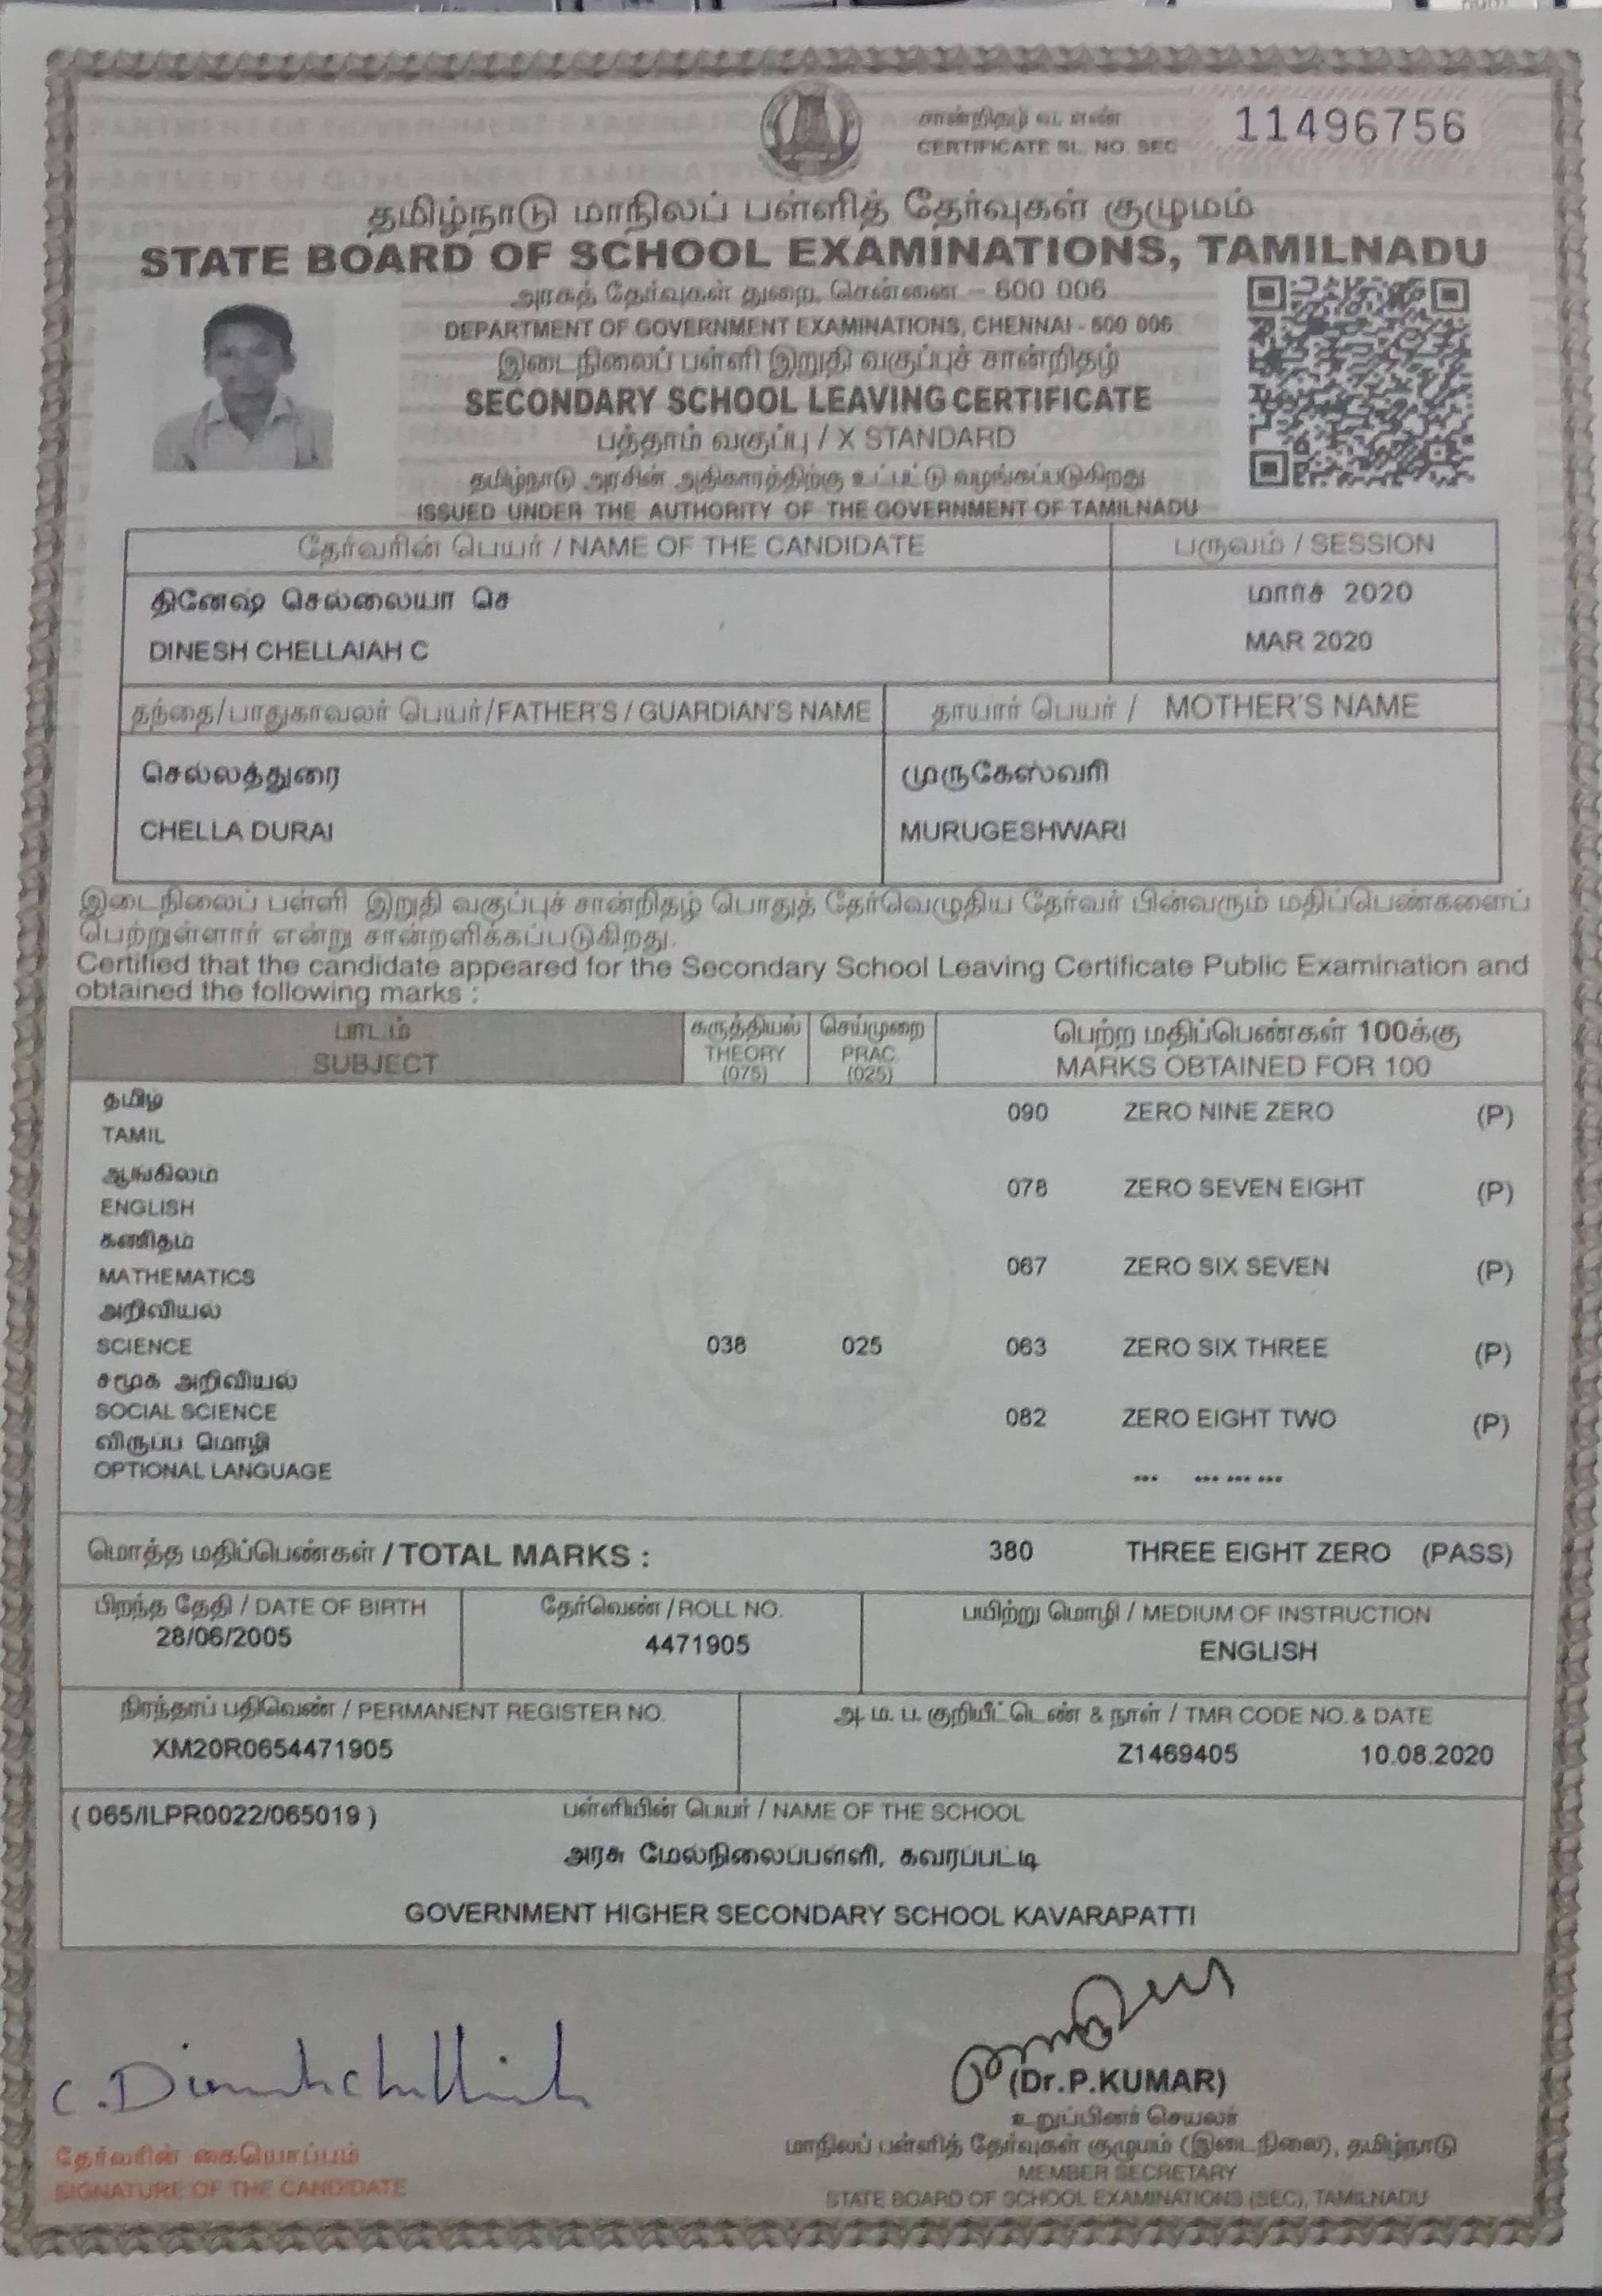 சான்றிதழ் வ. எண்
CERTIFICATE SL. NO. SEC
11496756
தமிழ்நாடு மாநிலப் பள்ளித் தேர்வுகள் குழுமம்
STATE BOARD OF SCHOOL EXAMINATIONS, TAMILNADU
அரசுத் தேர்வுகள் துறை, சென்னை - 600 006
DEPARTMENT OF GOVERNMENT EXAMINATIONS, CHENNAI - 600 006
இடைநிலைப் பள்ளி இறுதி வகுப்புச் சான்றிதழ்
SECONDARY SCHOOL LEAVING CERTIFICATE
பத்தாம் வகுப்பு / X STANDARD
தமிழ்நாடு அரசின் அதிகாரத்திற்கு உட்பட்டு வழங்கப்படுகிறது
ISSUED UNDER THE AUTHORITY OF THE GOVERNMENT OF TAMILNADU
தேர்வரின் பெயர் / NAME OF THE CANDIDATE
பருவம் / SESSION
தினேஷ் செல்லையா செ
மார்ச் 2020
DINESH CHELLAIAH C
MAR 2020
தந்தை/பாதுகாவலர் பெயர்/FATHER'S / GUARDIAN'S NAME
தாயார் பெயர் / MOTHER'S NAME
செல்லத்துரை
முருகேஸ்வரி
CHELLA DURAI
MURUGESHWARI
இடைநிலைப் பள்ளி இறுதி வகுப்புச் சான்றிதழ் பொதுத் தேர்வெழுதிய தேர்வர் பின்வரும் மதிப்பெண்களைப்
பெற்றுள்ளார் என்று சான்றளிக்கப்படுகிறது.
Certified that the candidate appeared for the Secondary School Leaving Certificate Public Examination and
obtained the following marks :
பாடம்
SUBJECT
கருத்தியல்
THEORY
(075)
செய்முறை
PRAC.
(025)
பெற்ற மதிப்பெண்கள் 100க்கு
MARKS OBTAINED FOR 100
தமிழ்
TAMIL
090 ZERO NINE ZERO (P)
ஆங்கிலம்
ENGLISH
078 ZERO SEVEN EIGHT (P)
கணிதம்
MATHEMATICS
067 ZERO SIX SEVEN (P)
அறிவியல்
SCIENCE
038 025 063 ZERO SIX THREE (P)
சமூக அறிவியல்
SOCIAL SCIENCE
082 ZERO EIGHT TWO (P)
விருப்ப மொழி
OPTIONAL LANGUAGE
*** *** *** ***
மொத்த மதிப்பெண்கள் / TOTAL MARKS : 380 THREE EIGHT ZERO (PASS)
பிறந்த தேதி / DATE OF BIRTH
28/06/2005
தேர்வெண் / ROLL NO.
4471905
பயிற்று மொழி / MEDIUM OF INSTRUCTION
ENGLISH
நிரந்தரப் பதிவெண் / PERMANENT REGISTER NO.
XM20R0654471905
அ. ம. ப. குறியீட்டெண் & நாள் / TMR CODE NO. & DATE
Z1469405 10.08.2020
( 065/ILPR0022/065019 )
பள்ளியின் பெயர் / NAME OF THE SCHOOL
அரசு மேல்நிலைப்பள்ளி, கவரப்பட்டி
GOVERNMENT HIGHER SECONDARY SCHOOL KAVARAPATTI
(Dr.P.KUMAR)
உறுப்பினர் செயலர்
மாநிலப் பள்ளித் தேர்வுகள் குழுமம் (இடைநிலை), தமிழ்நாடு
MEMBER SECRETARY
STATE BOARD OF SCHOOL EXAMINATIONS (SEC), TAMILNADU
தேர்வரின் கையொப்பம்
SIGNATURE OF THE CANDIDATE